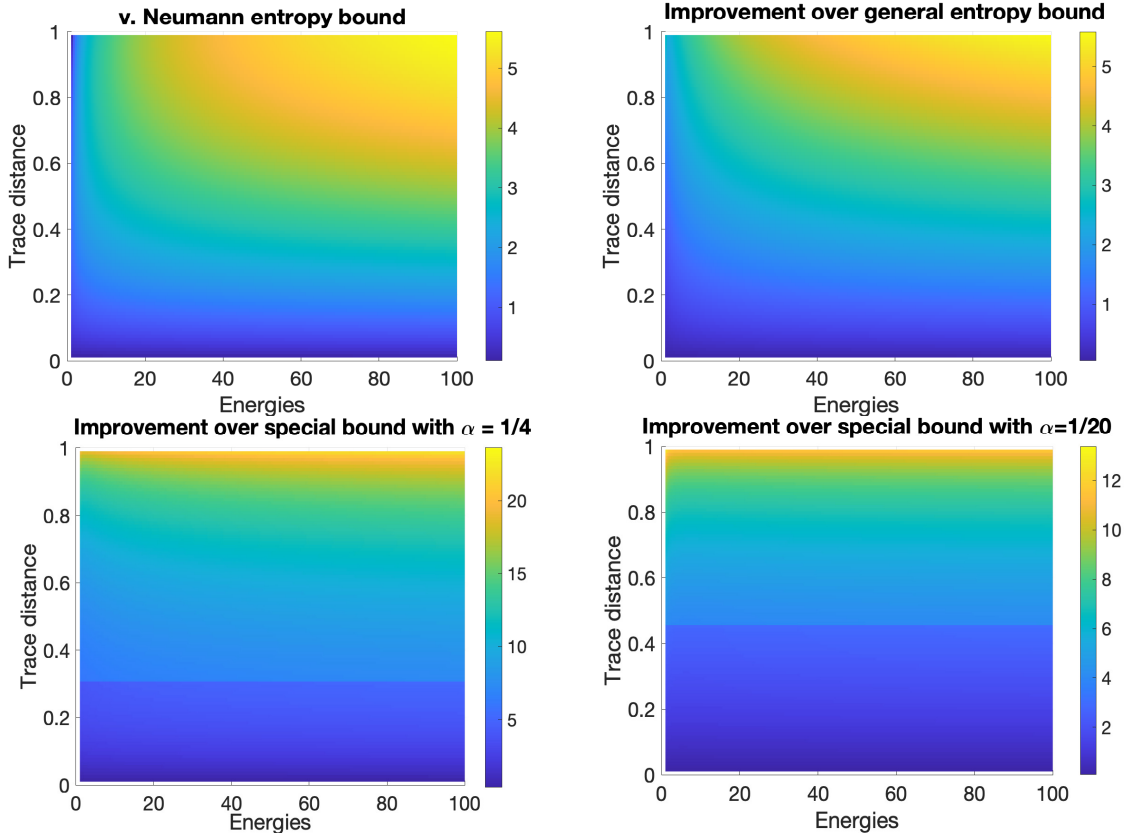 v. Neumann entropy bound
Trace distance
1
0.8
0.6
0.4
0.2
0
0 20 40 60 80 100
Energies
5
4
3
2
1
Improvement over general entropy bound
Trace distance
1
0.8
0.6
0.4
0.2
0
0 20 40 60 80 100
Energies
5
4
3
2
1
Improvement over special bound with α = 1/4
Trace distance
1
0.8
0.6
0.4
0.2
0
0 20 40 60 80 100
Energies
20
15
10
5
Improvement over special bound with α=1/20
Trace distance
1
0.8
0.6
0.4
0.2
0
0 20 40 60 80 100
Energies
12
10
8
6
4
2